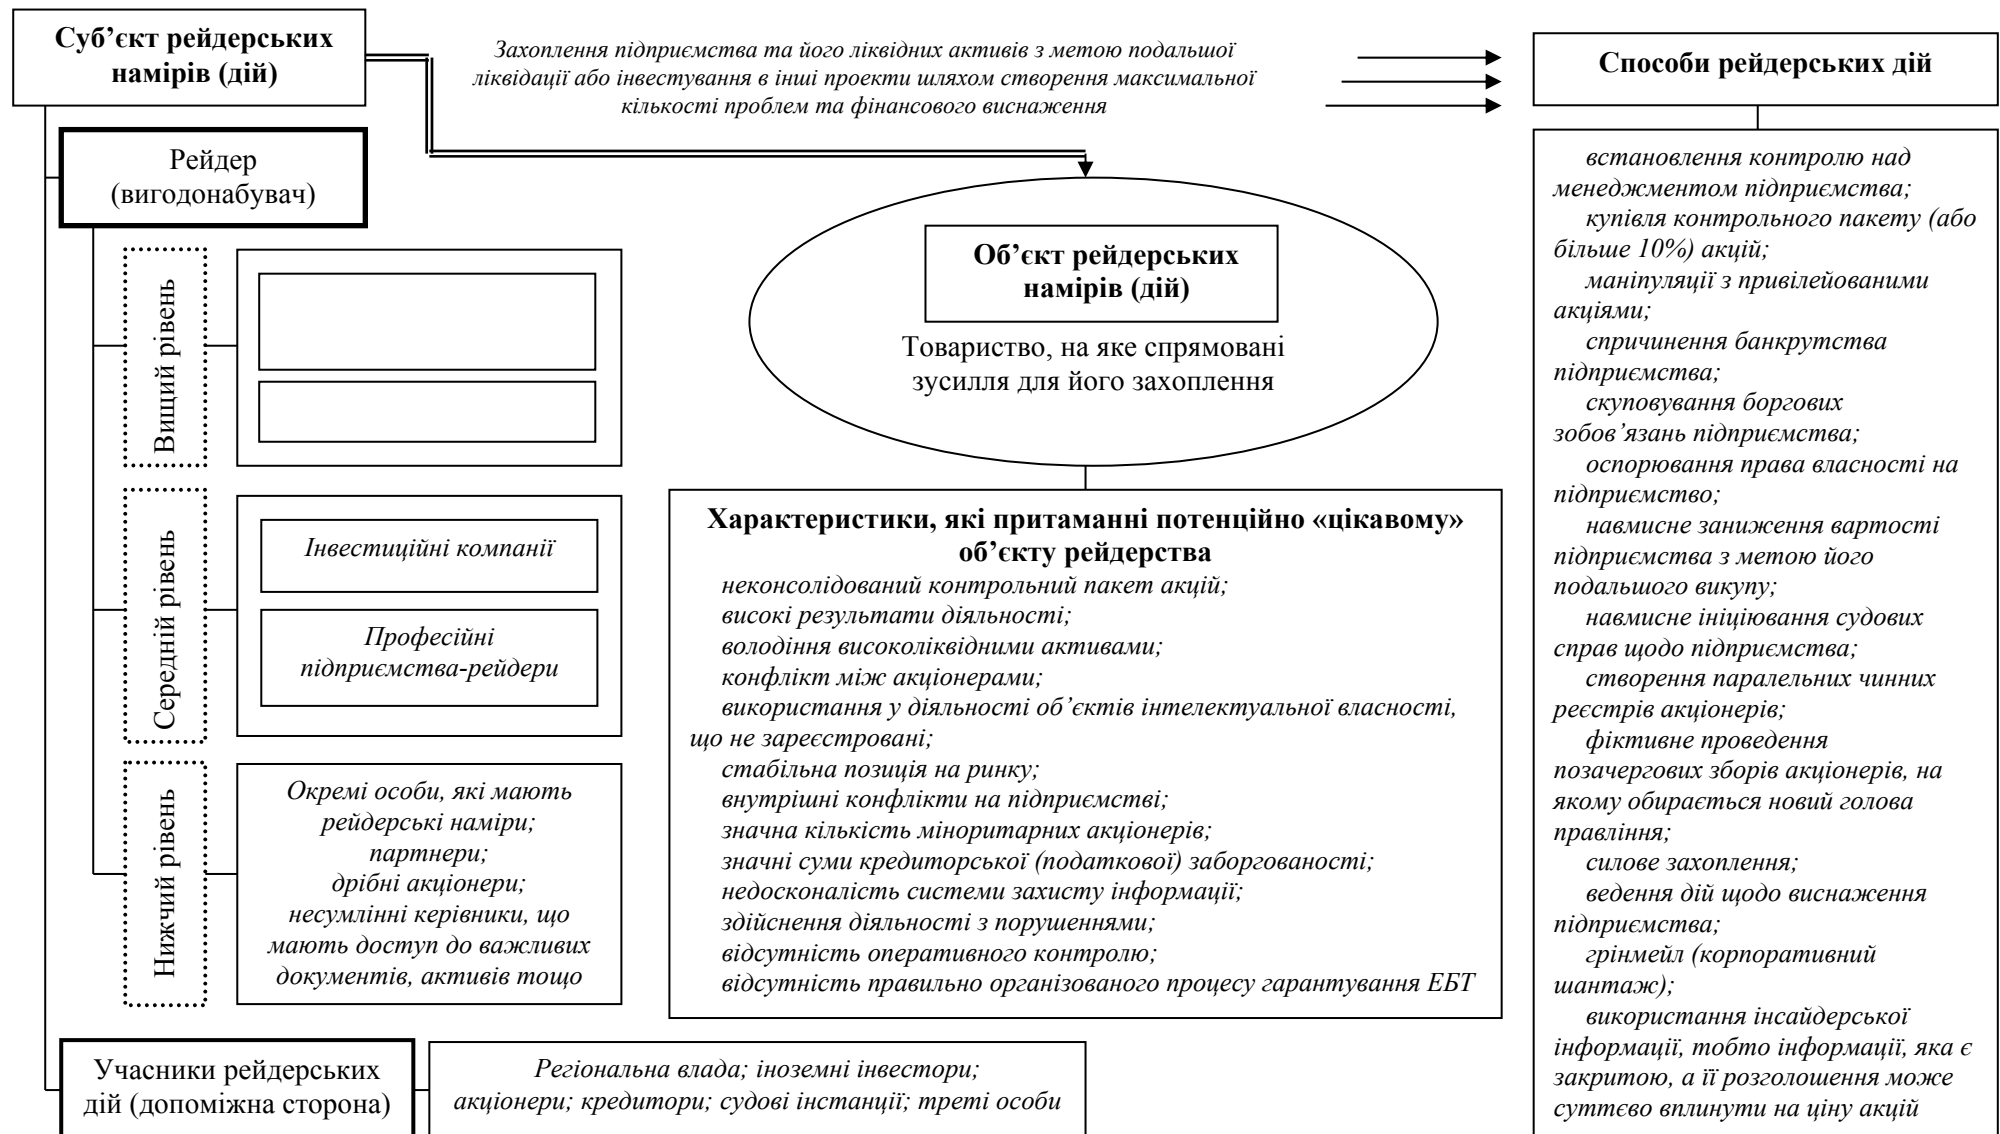 Суб’єкт рейдерських
намірів (дій)
Захоплення підприємства та його ліквідних активів з метою подальшої
ліквідації або інвестування в інші проекти шляхом створення максимальної
кількості проблем та фінансового виснаження
Способи рейдерських дій
Рейдер
(вигодонабувач)
Вищий рівень
Середній рівень
Інвестиційні компанії
Професійні
підприємства-рейдери
Нижчий рівень
Окремі особи, які мають
рейдерські наміри;
партнери;
дрібні акціонери;
несумлінні керівники, що
мають доступ до важливих
документів, активів тощо
Учасники рейдерських
дій (допоміжна сторона)
Регіональна влада; іноземні інвестори;
акціонери; кредитори; судові інстанції; треті особи
Об’єкт рейдерських
намірів (дій)
Товариство, на яке спрямовані
зусилля для його захоплення
Характеристики, які притаманні потенційно «цікавому»
об’єкту рейдерства
неконсолідований контрольний пакет акцій;
високі результати діяльності;
володіння високоліквідними активами;
конфлікт між акціонерами;
використання у діяльності об’єктів інтелектуальної власності,
що не зареєстровані;
стабільна позиція на ринку;
внутрішні конфлікти на підприємстві;
значна кількість міноритарних акціонерів;
значні суми кредиторської (податкової) заборгованості;
недосконалість системи захисту інформації;
здійснення діяльності з порушеннями;
відсутність оперативного контролю;
відсутність правильно організованого процесу гарантування ЕБТ
встановлення контролю над
менеджментом підприємства;
купівля контрольного пакету (або
більше 10%) акцій;
маніпуляції з привілейованими
акціями;
спричинення банкрутства
підприємства;
скуповування боргових
зобов’язань підприємства;
оспорювання права власності на
підприємство;
навмисне заниження вартості
підприємства з метою його
подальшого викупу;
навмисне ініціювання судових
справ щодо підприємства;
створення паралельних чинних
реєстрів акціонерів;
фіктивне проведення
позачергових зборів акціонерів, на
якому обирається новий голова
правління;
силове захоплення;
ведення дій щодо виснаження
підприємства;
грінмейл (корпоративний
шантаж);
використання інсайдерської
інформації, тобто інформації, яка є
закритою, а її розголошення може
суттєво вплинути на ціну акцій